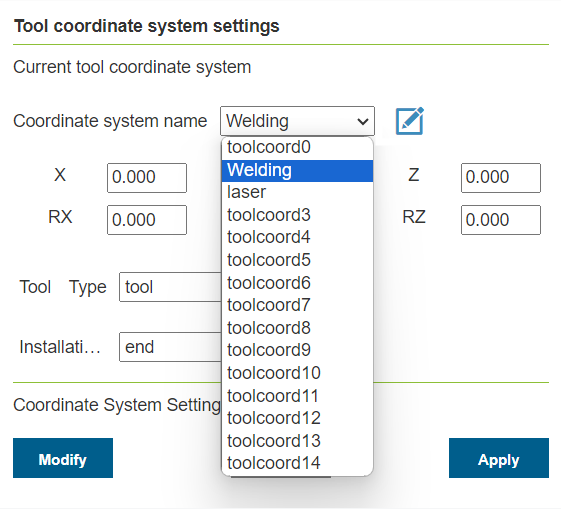 Tool coordinate system settings
Current tool coordinate system
Coordinate system name Welding
toolcoord0
Welding
laser
toolcoord3
toolcoord4
toolcoord5
toolcoord6
toolcoord7
toolcoord8
toolcoord9
toolcoord10
toolcoord11
toolcoord12
toolcoord13
toolcoord14
X 0.000 Z 0.000
RX 0.000 RZ 0.000
Tool Type tool
Installati… end
Coordinate System Setting
Modify Apply